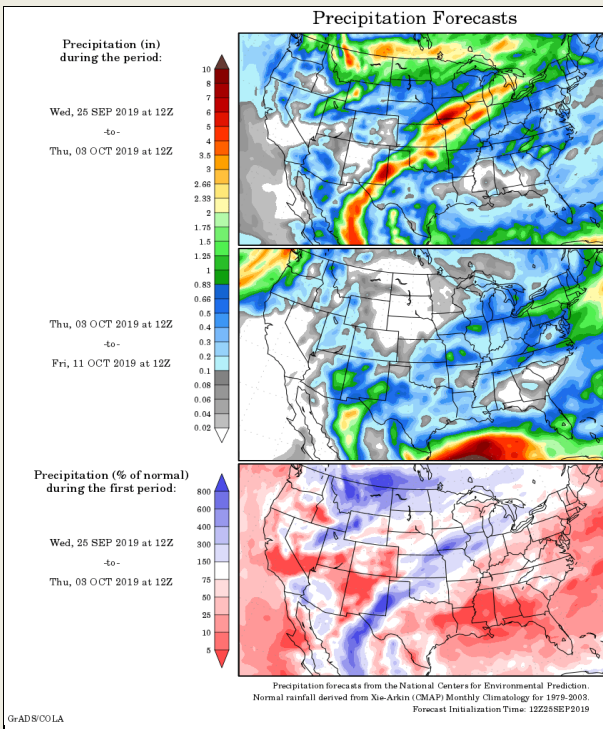 Precipitation Forecasts
Precipitation (in)
during the period:
Wed, 25 SEP 2019 at 12Z
-to-
Thu, 03 OCT 2019 at 12Z
10
8
7
6
5
4
3.5
3
2.66
2.33
2
1.75
1.5
1.25
1
0.83
0.66
0.5
0.4
0.3
0.2
0.1
0.08
0.06
0.04
0.02
Thu, 03 OCT 2019 at 12Z
-to-
Fri, 11 OCT 2019 at 12Z
Precipitation (% of normal)
during the first period:
Wed, 25 SEP 2019 at 12Z
-to-
Thu, 03 OCT 2019 at 12Z
800
600
400
300
150
75
50
25
10
5
Precipitation forecasts from the National Centers for Environmental Prediction.
Normal rainfall derived from Xie-Arkin (CMAP) Monthly Climatology for 1979-2003.
Forecast Initialization Time: 12Z25SEP2019
GrADS/COLA